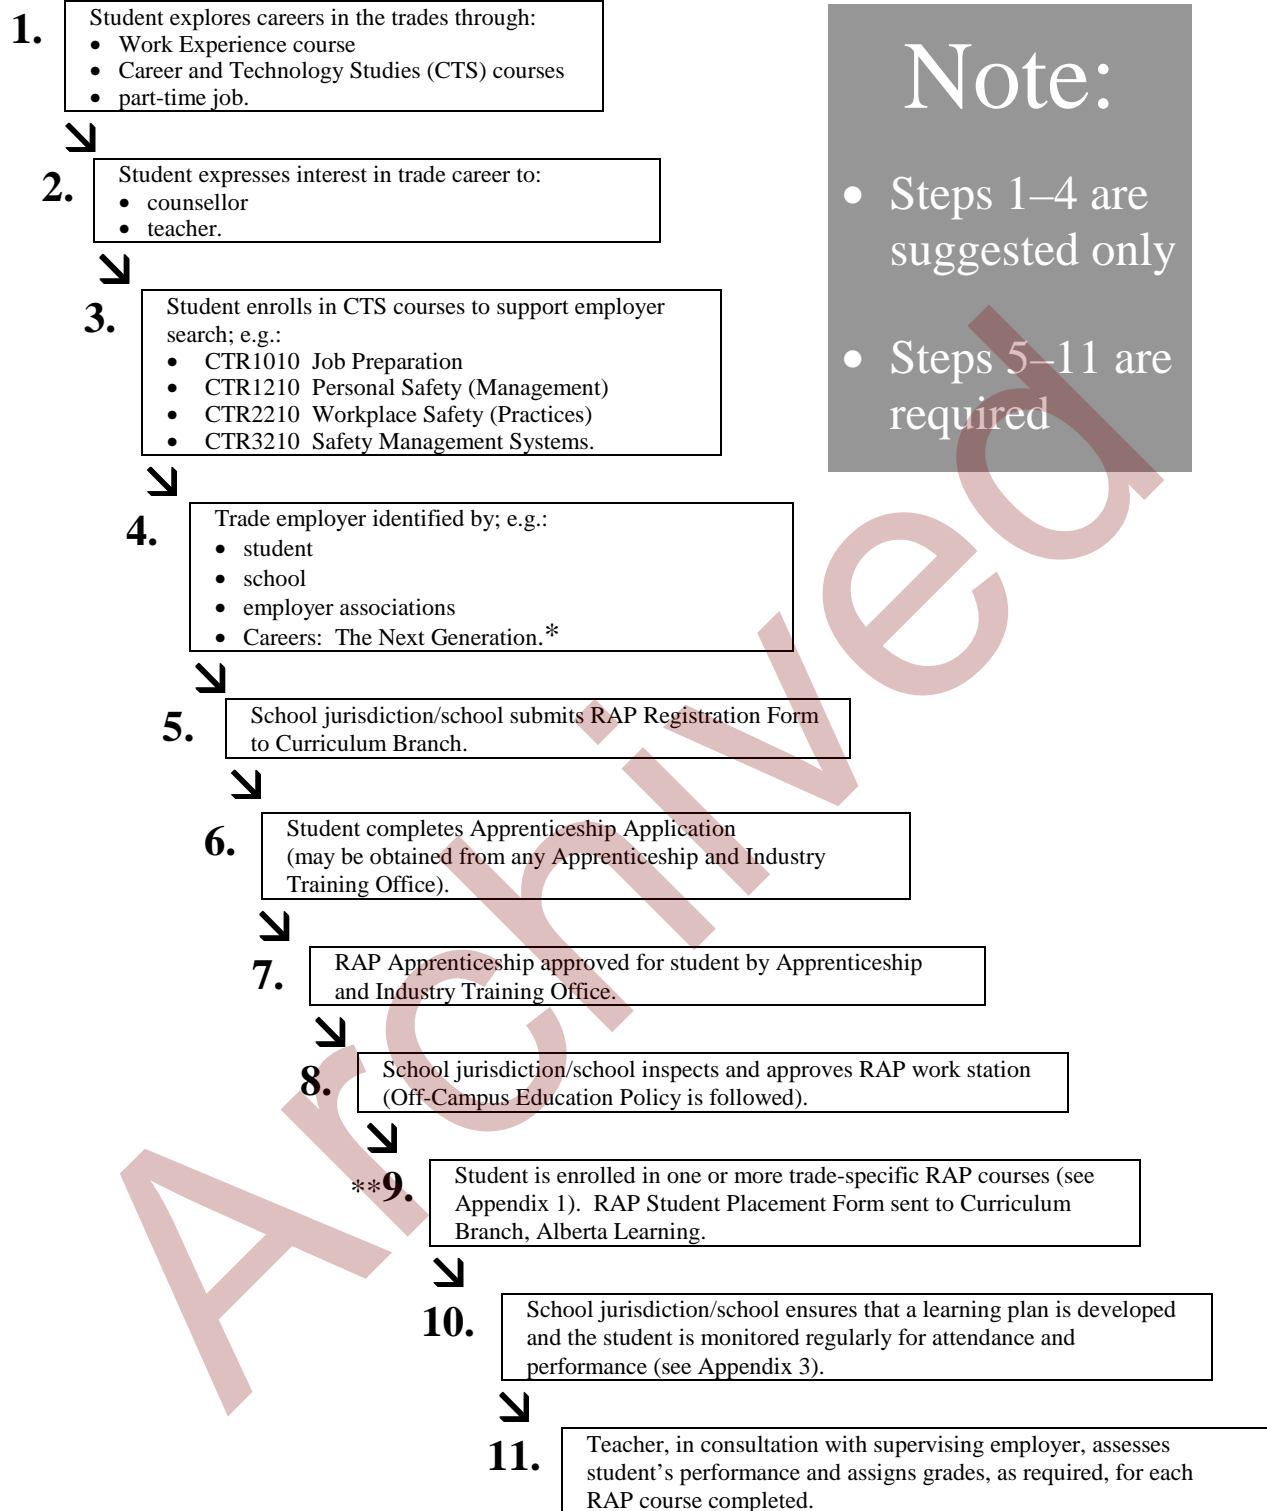 1.
Student explores careers in the trades through:
• Work Experience course
• Career and Technology Studies (CTS) courses
• part-time job.
2.
Student expresses interest in trade career to:
• counsellor
• teacher.
3.
Student enrolls in CTS courses to support employer
search; e.g.:
• CTR1010 Job Preparation
• CTR1210 Personal Safety (Management)
• CTR2210 Workplace Safety (Practices)
• CTR3210 Safety Management Systems.
4.
Trade employer identified by; e.g.:
• student
• school
• employer associations
• Careers: The Next Generation.*
5.
School jurisdiction/school submits RAP Registration Form
to Curriculum Branch.
6.
Student completes Apprenticeship Application
(may be obtained from any Apprenticeship and Industry
Training Office).
7.
RAP Apprenticeship approved for student by Apprenticeship
and Industry Training Office.
8.
School jurisdiction/school inspects and approves RAP work station
(Off-Campus Education Policy is followed).
**9.
Student is enrolled in one or more trade-specific RAP courses (see
Appendix 1). RAP Student Placement Form sent to Curriculum
Branch, Alberta Learning.
10.
School jurisdiction/school ensures that a learning plan is developed
and the student is monitored regularly for attendance and
performance (see Appendix 3).
11.
Teacher, in consultation with supervising employer, assesses
student’s performance and assigns grades, as required, for each
RAP course completed.
Note:
• Steps 1–4 are
suggested only
• Steps 5–11 are
required
Archived